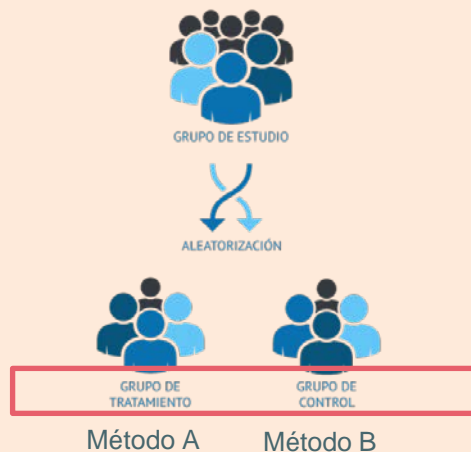 GRUPO DE ESTUDIO
ALEATORIZACIÓN
GRUPO DE
TRATAMIENTO
GRUPO DE
CONTROL
Método A
Método B